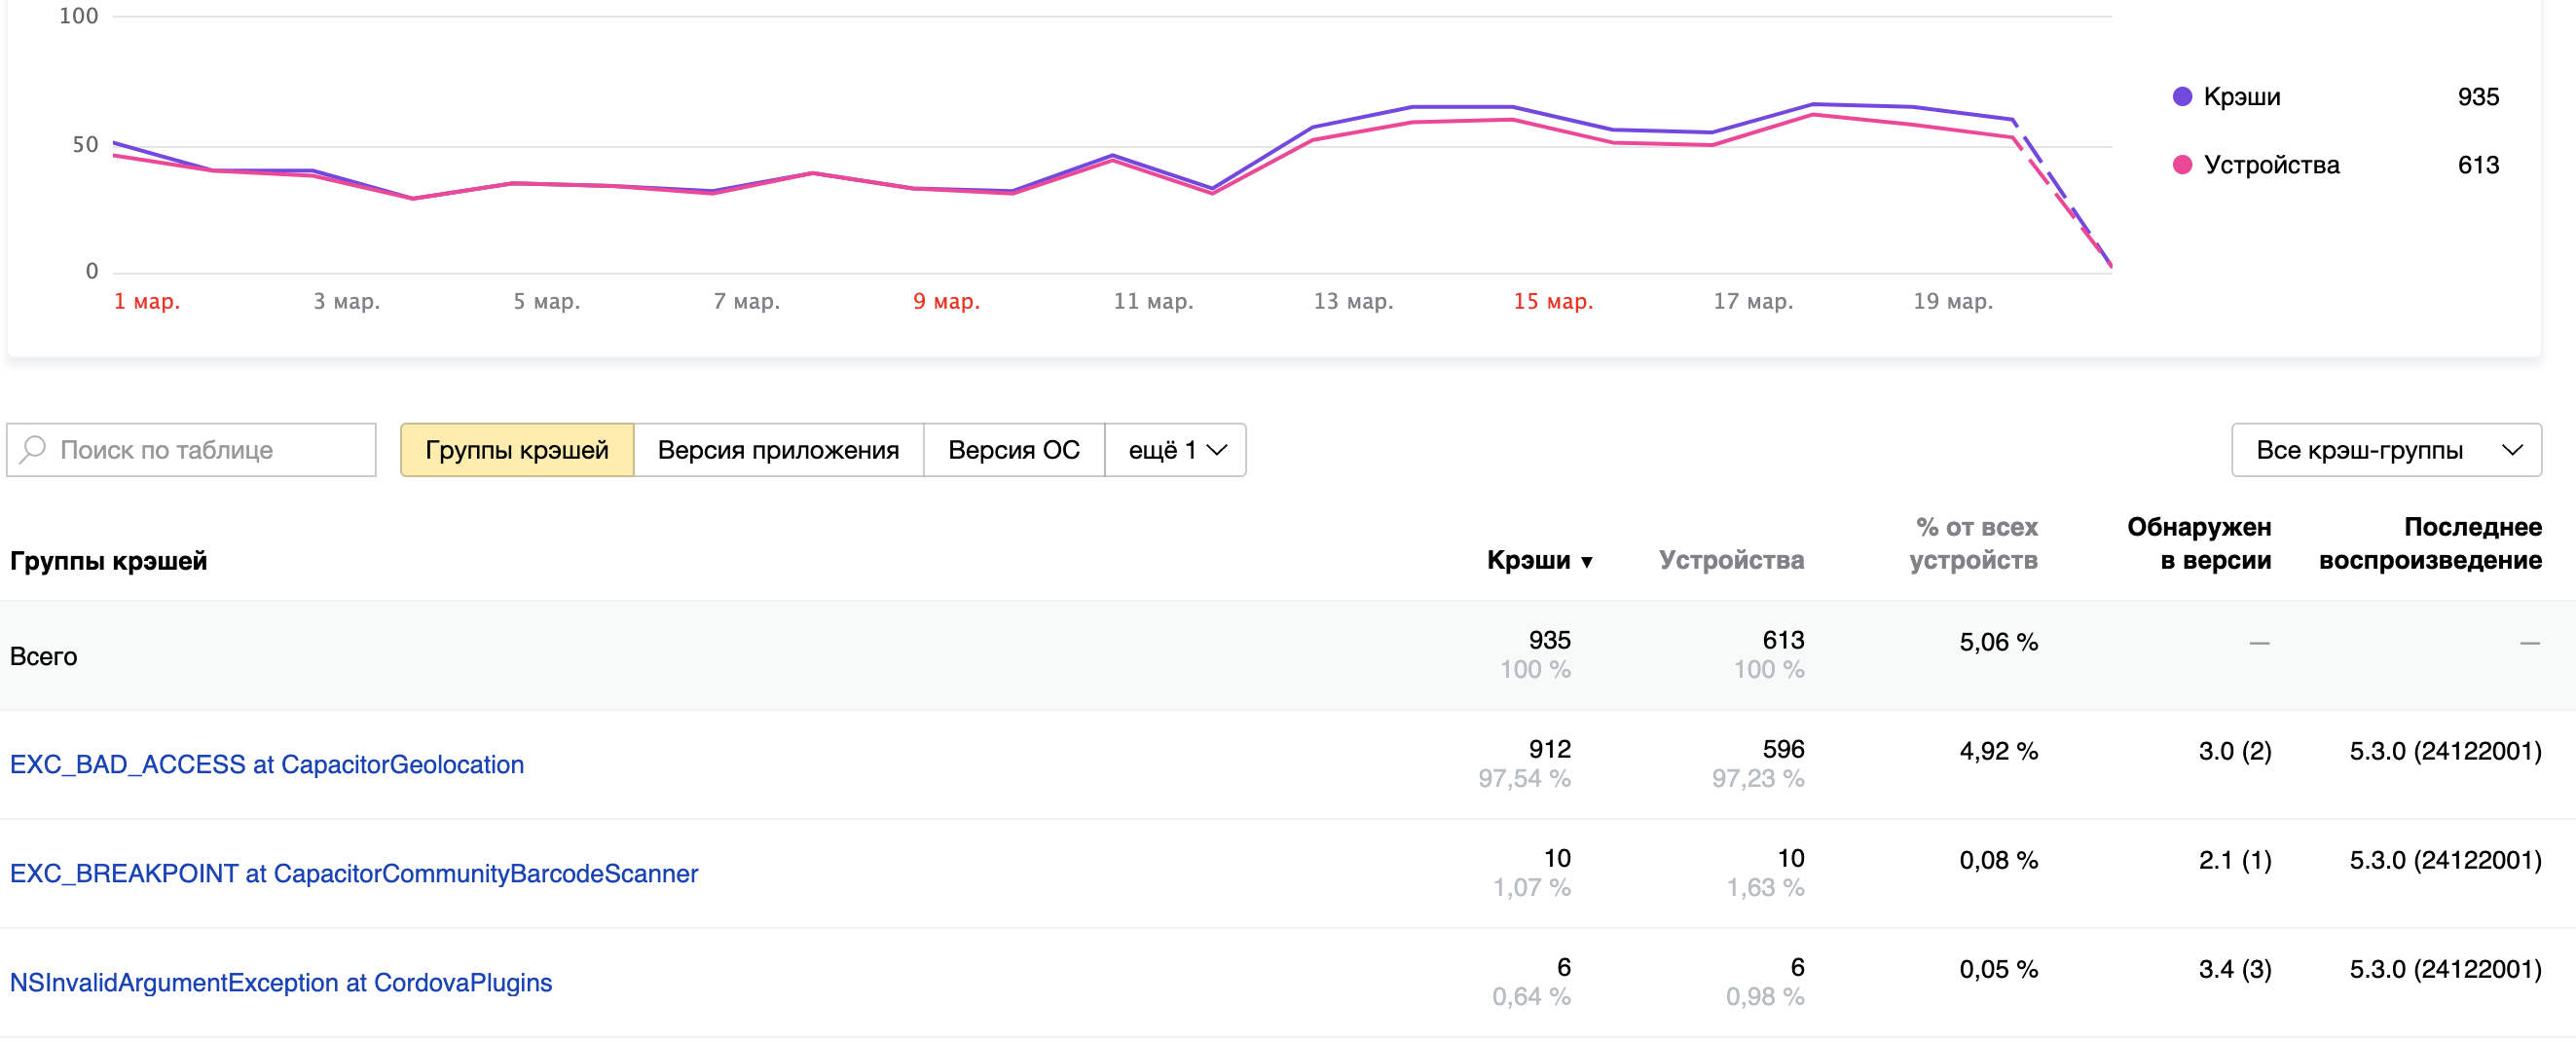 100
50
0
1 мар.
3 мар.
5 мар.
7 мар.
9 мар.
11 мар.
13 мар.
15 мар.
17 мар.
19 мар.
Крэши 935
Устройства 613
Поиск по таблице
Группы крэшей
Версия приложения
Версия ОС
ещё 1
Все крэш-группы
Группы крэшей
Крэши ▼
Устройства
% от всех
устройств
Обнаружен
в версии
Последнее
воспроизведение
Всего
935
100 %
613
100 %
5,06 %
—
—
EXC_BAD_ACCESS at CapacitorGeolocation
912
97,54 %
596
97,23 %
4,92 %
3.0 (2)
5.3.0 (24122001)
EXC_BREAKPOINT at CapacitorCommunityBarcodeScanner
10
1,07 %
10
1,63 %
0,08 %
2.1 (1)
5.3.0 (24122001)
NSInvalidArgumentException at CordovaPlugins
6
0,64 %
6
0,98 %
0,05 %
3.4 (3)
5.3.0 (24122001)